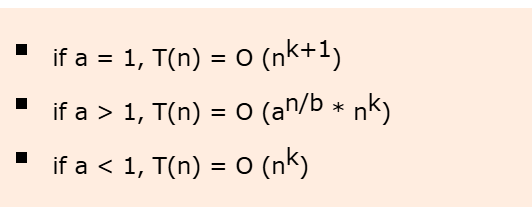 ▪ if a = 1, T(n) = O (n^k+1)
▪ if a > 1, T(n) = O (a^n/b * n^k)
▪ if a < 1, T(n) = O (n^k)